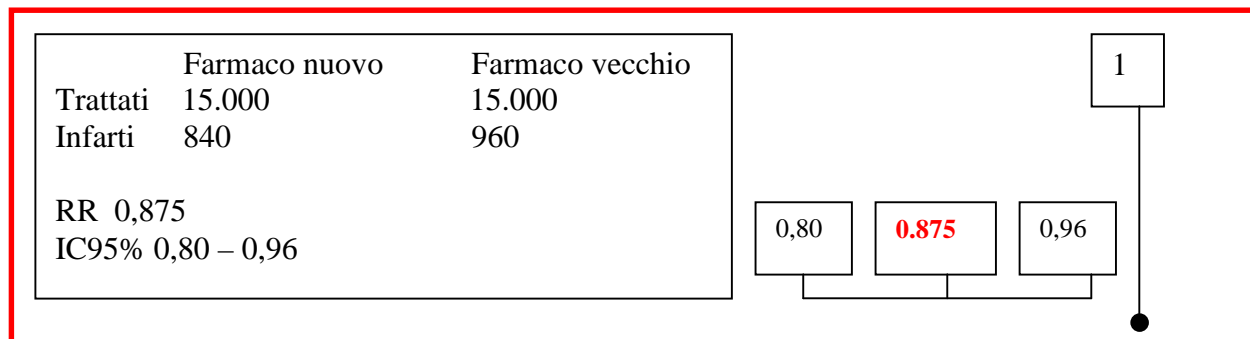 Farmaco nuovo Farmaco vecchio
Trattati 15.000 15.000
Infarti 840 960
RR 0,875
IC95% 0,80 – 0,96
1
0,80 0.875 0,96